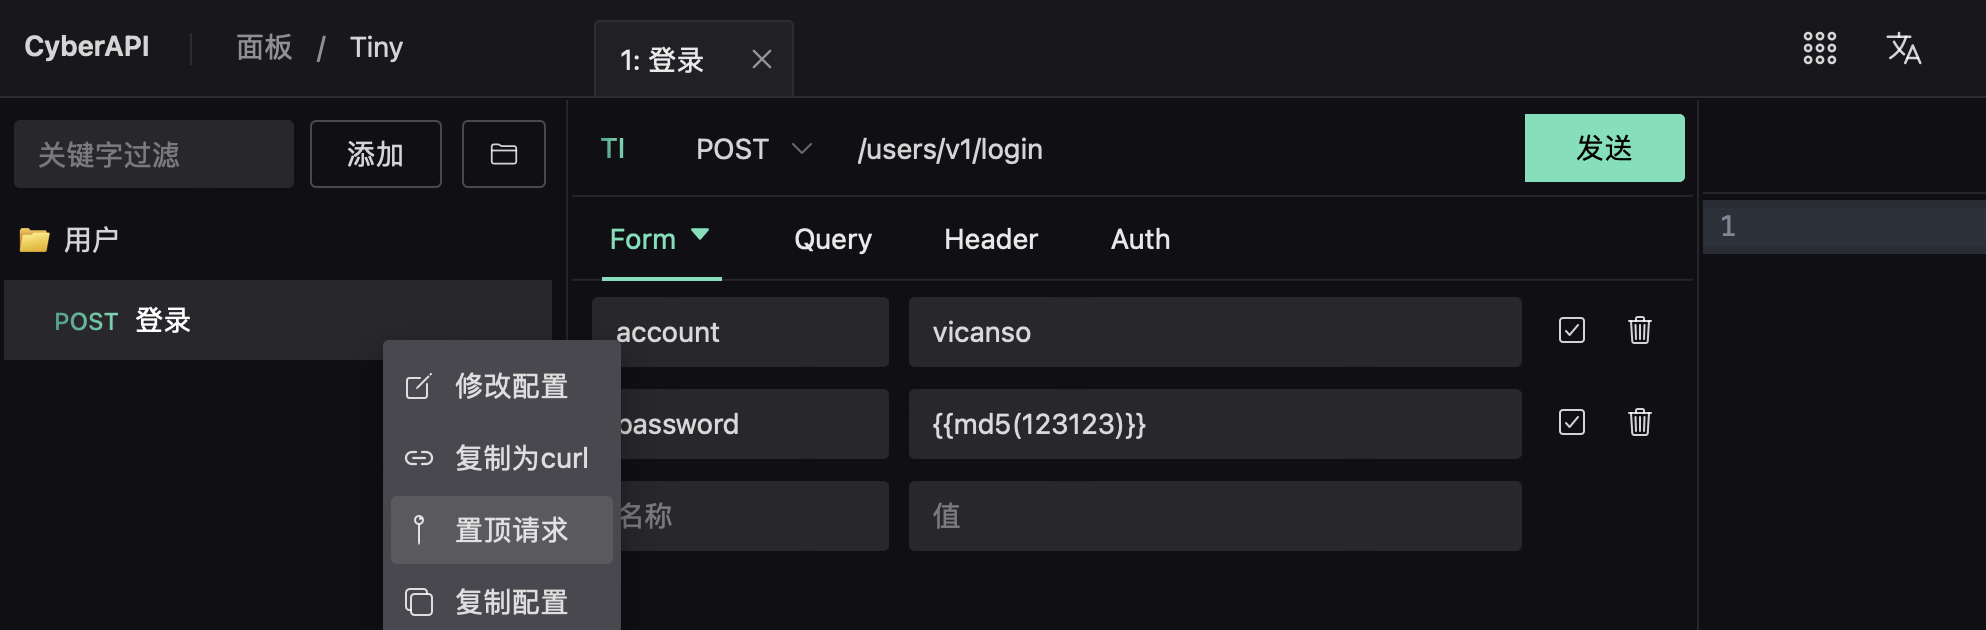 CyberAPI
面板 / Tiny
1: 登录
关键字过滤
添加
用户
POST 登录
修改配置
复制为curl
置顶请求
复制配置
TI POST /users/v1/login
发送
Form Query Header Auth
account vicanso
password {{md5(123123)}}
名称 值
1